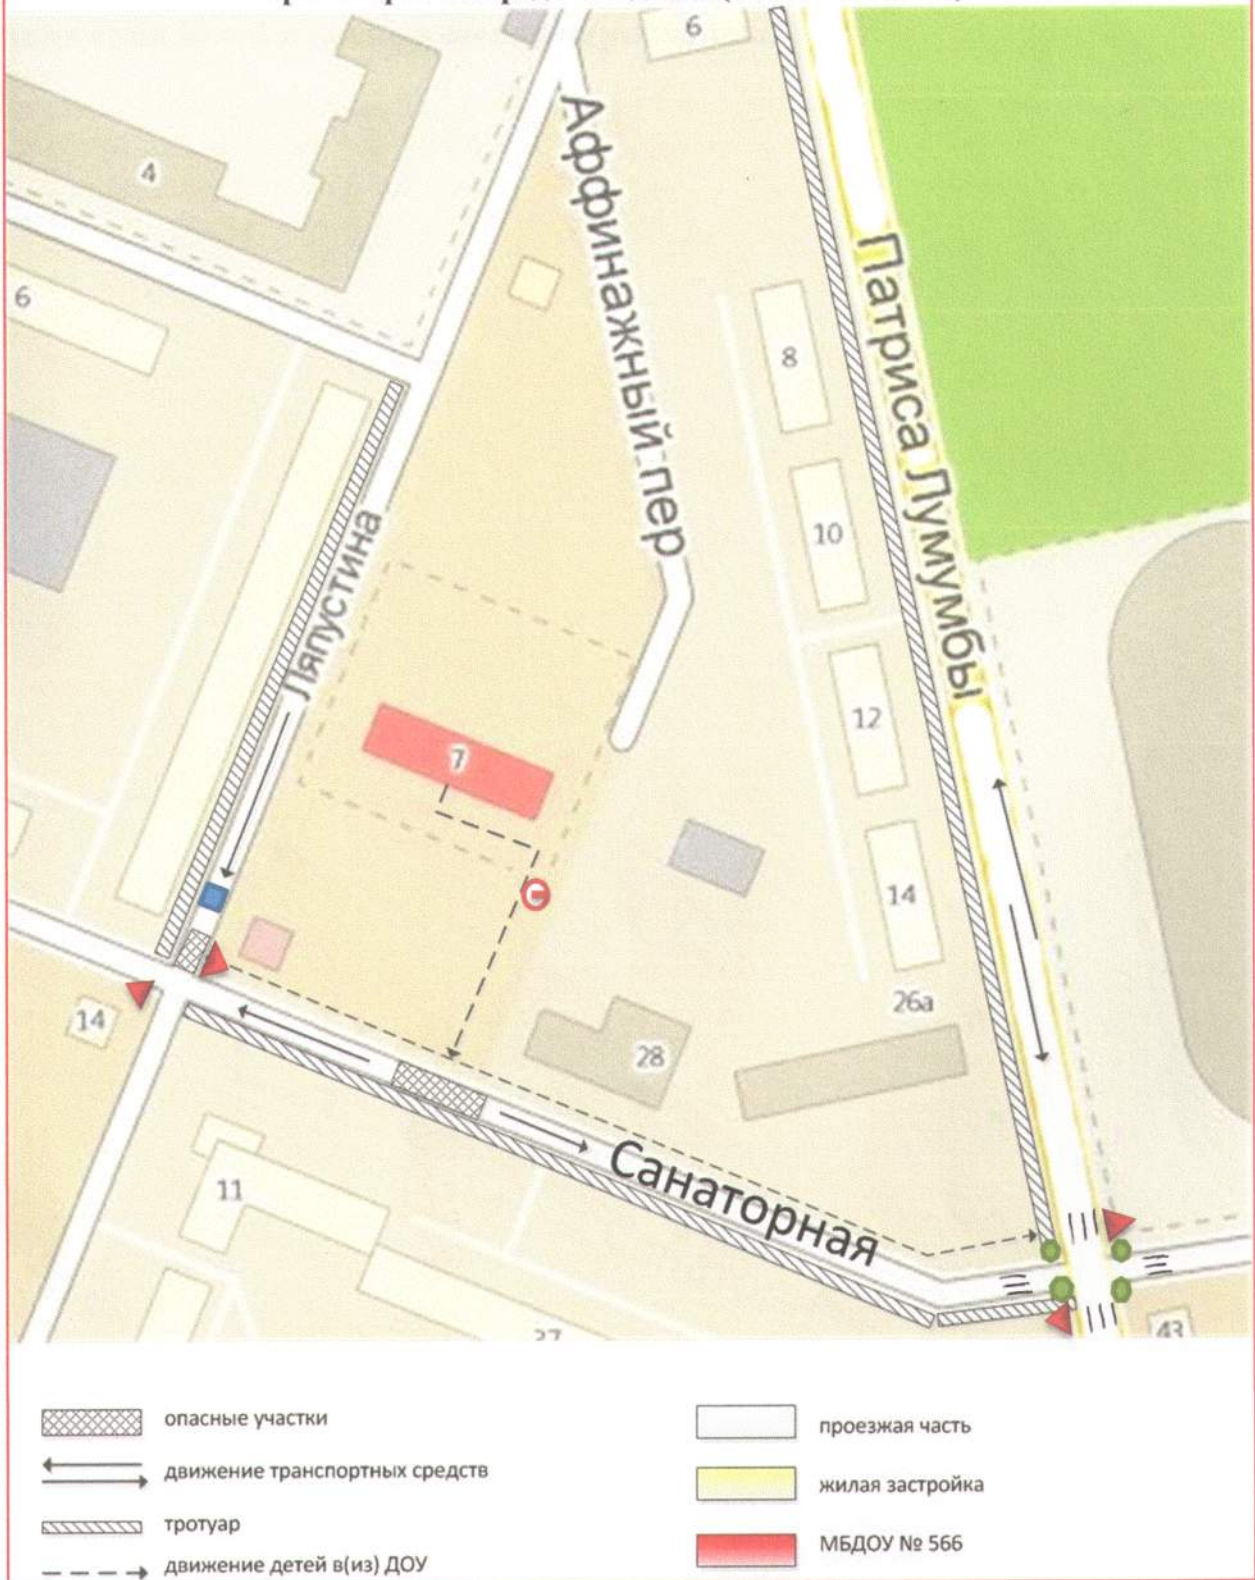 6
Аффинажный пер
4
Патриса Лумумбы
6
8
10
Ляпустина
12
7
14
С
26а
14
28
Санаторная
11
43
опасные участки
проезжая часть
движение транспортных средств
жилая застройка
тротуар
МБДОУ № 566
движение детей в(из) ДОУ